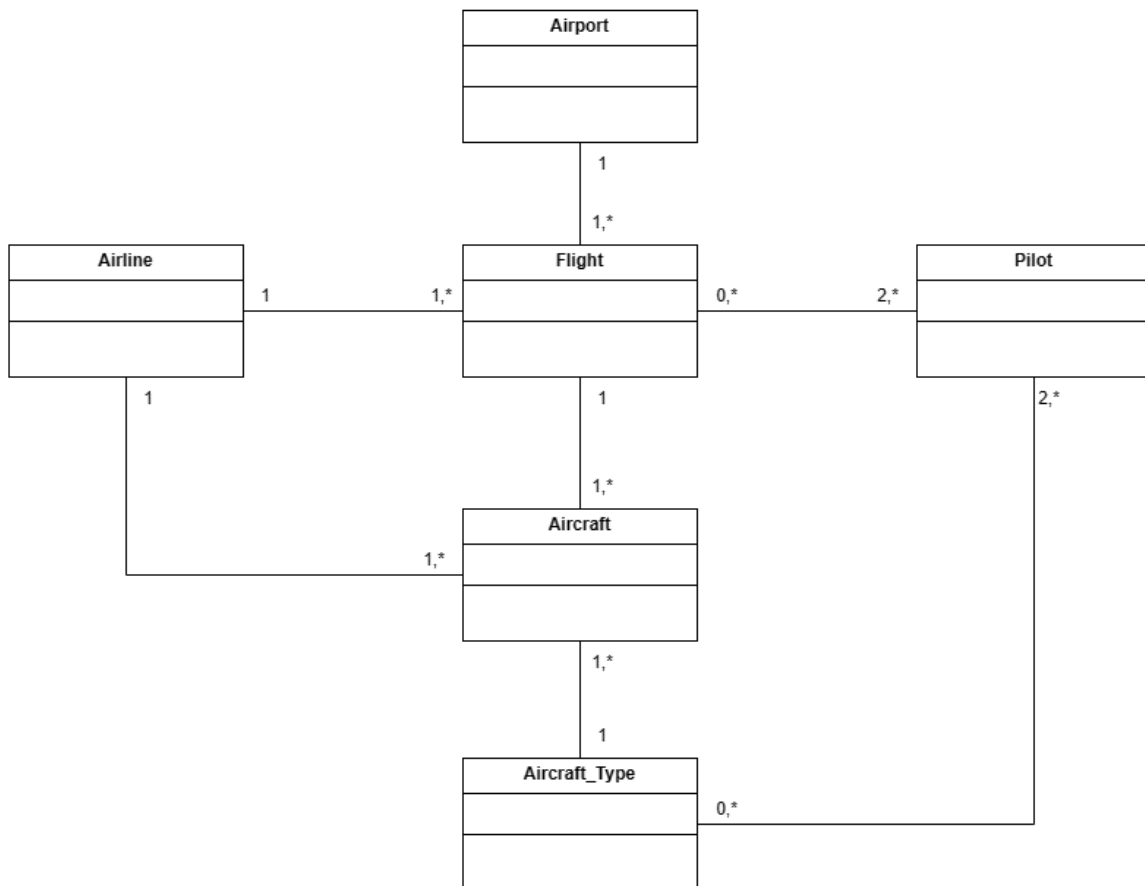 Airport
1
1,*
Airline
Flight
Pilot
1
1,*
0,*
2,*
1
1
2,*
1,*
Aircraft
1,*
1,*
1
Aircraft_Type
0,*